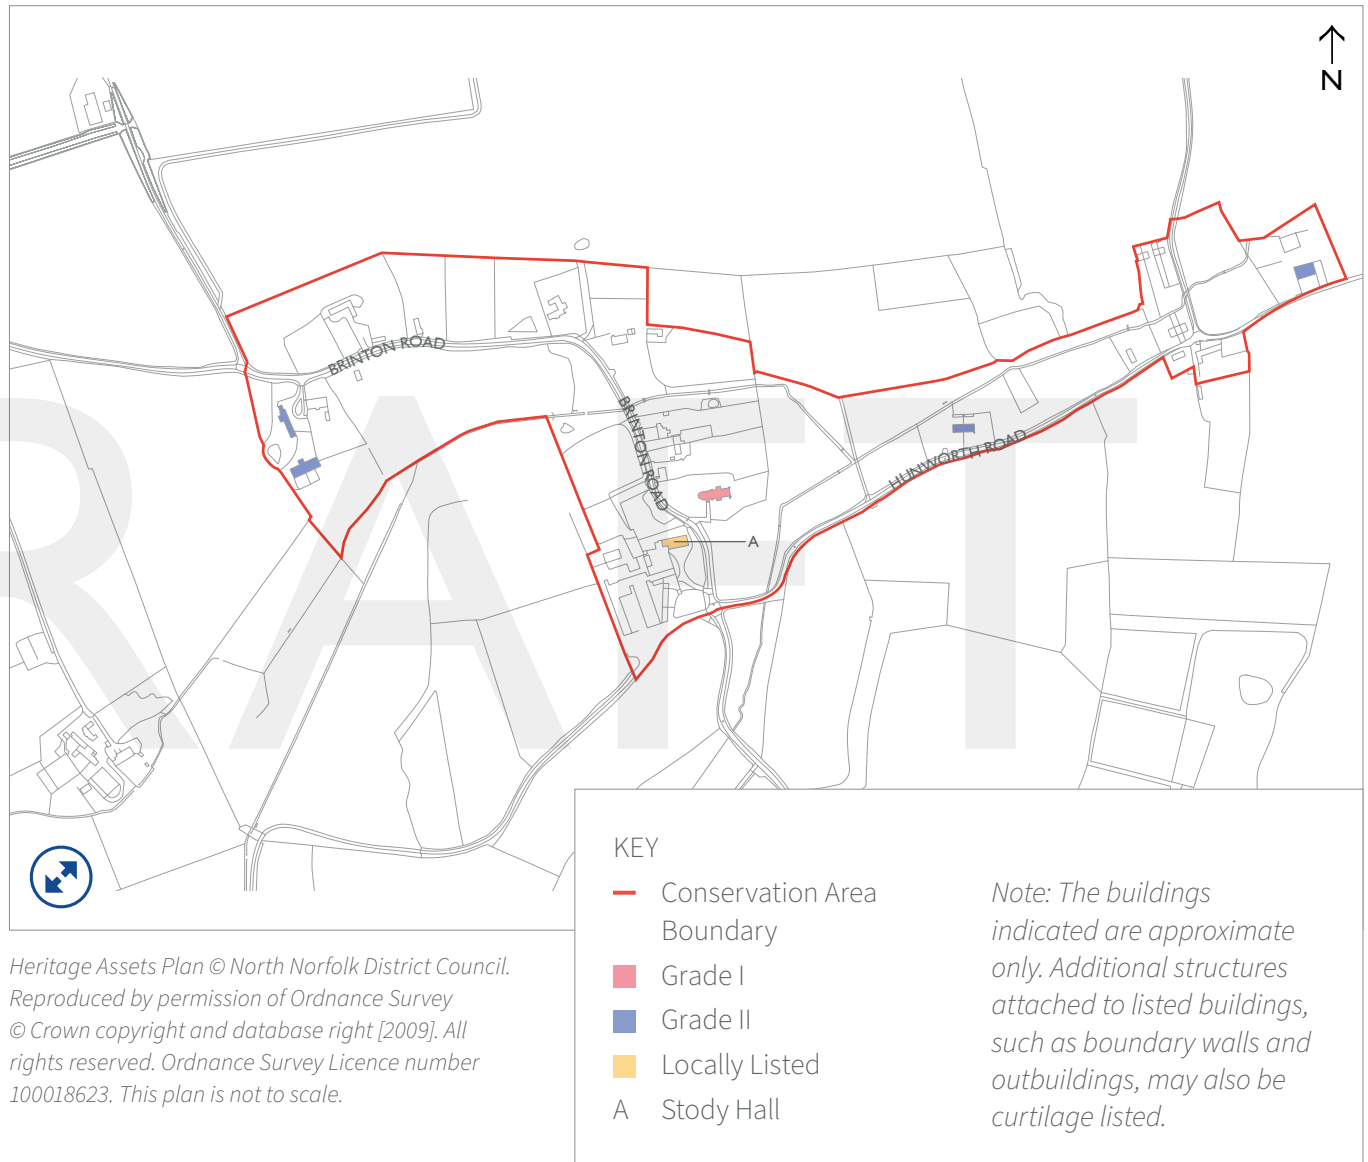 N
BRINTON ROAD
BRINTON ROAD
HUNWORTH ROAD
A
RAFT
KEY
Conservation Area
Boundary
Grade I
Grade II
Locally Listed
A Stody Hall
Note: The buildings
indicated are approximate
only. Additional structures
attached to listed buildings,
such as boundary walls and
outbuildings, may also be
curtilage listed.
Heritage Assets Plan © North Norfolk District Council.
Reproduced by permission of Ordnance Survey
© Crown copyright and database right [2009]. All
rights reserved. Ordnance Survey Licence number
100018623. This plan is not to scale.